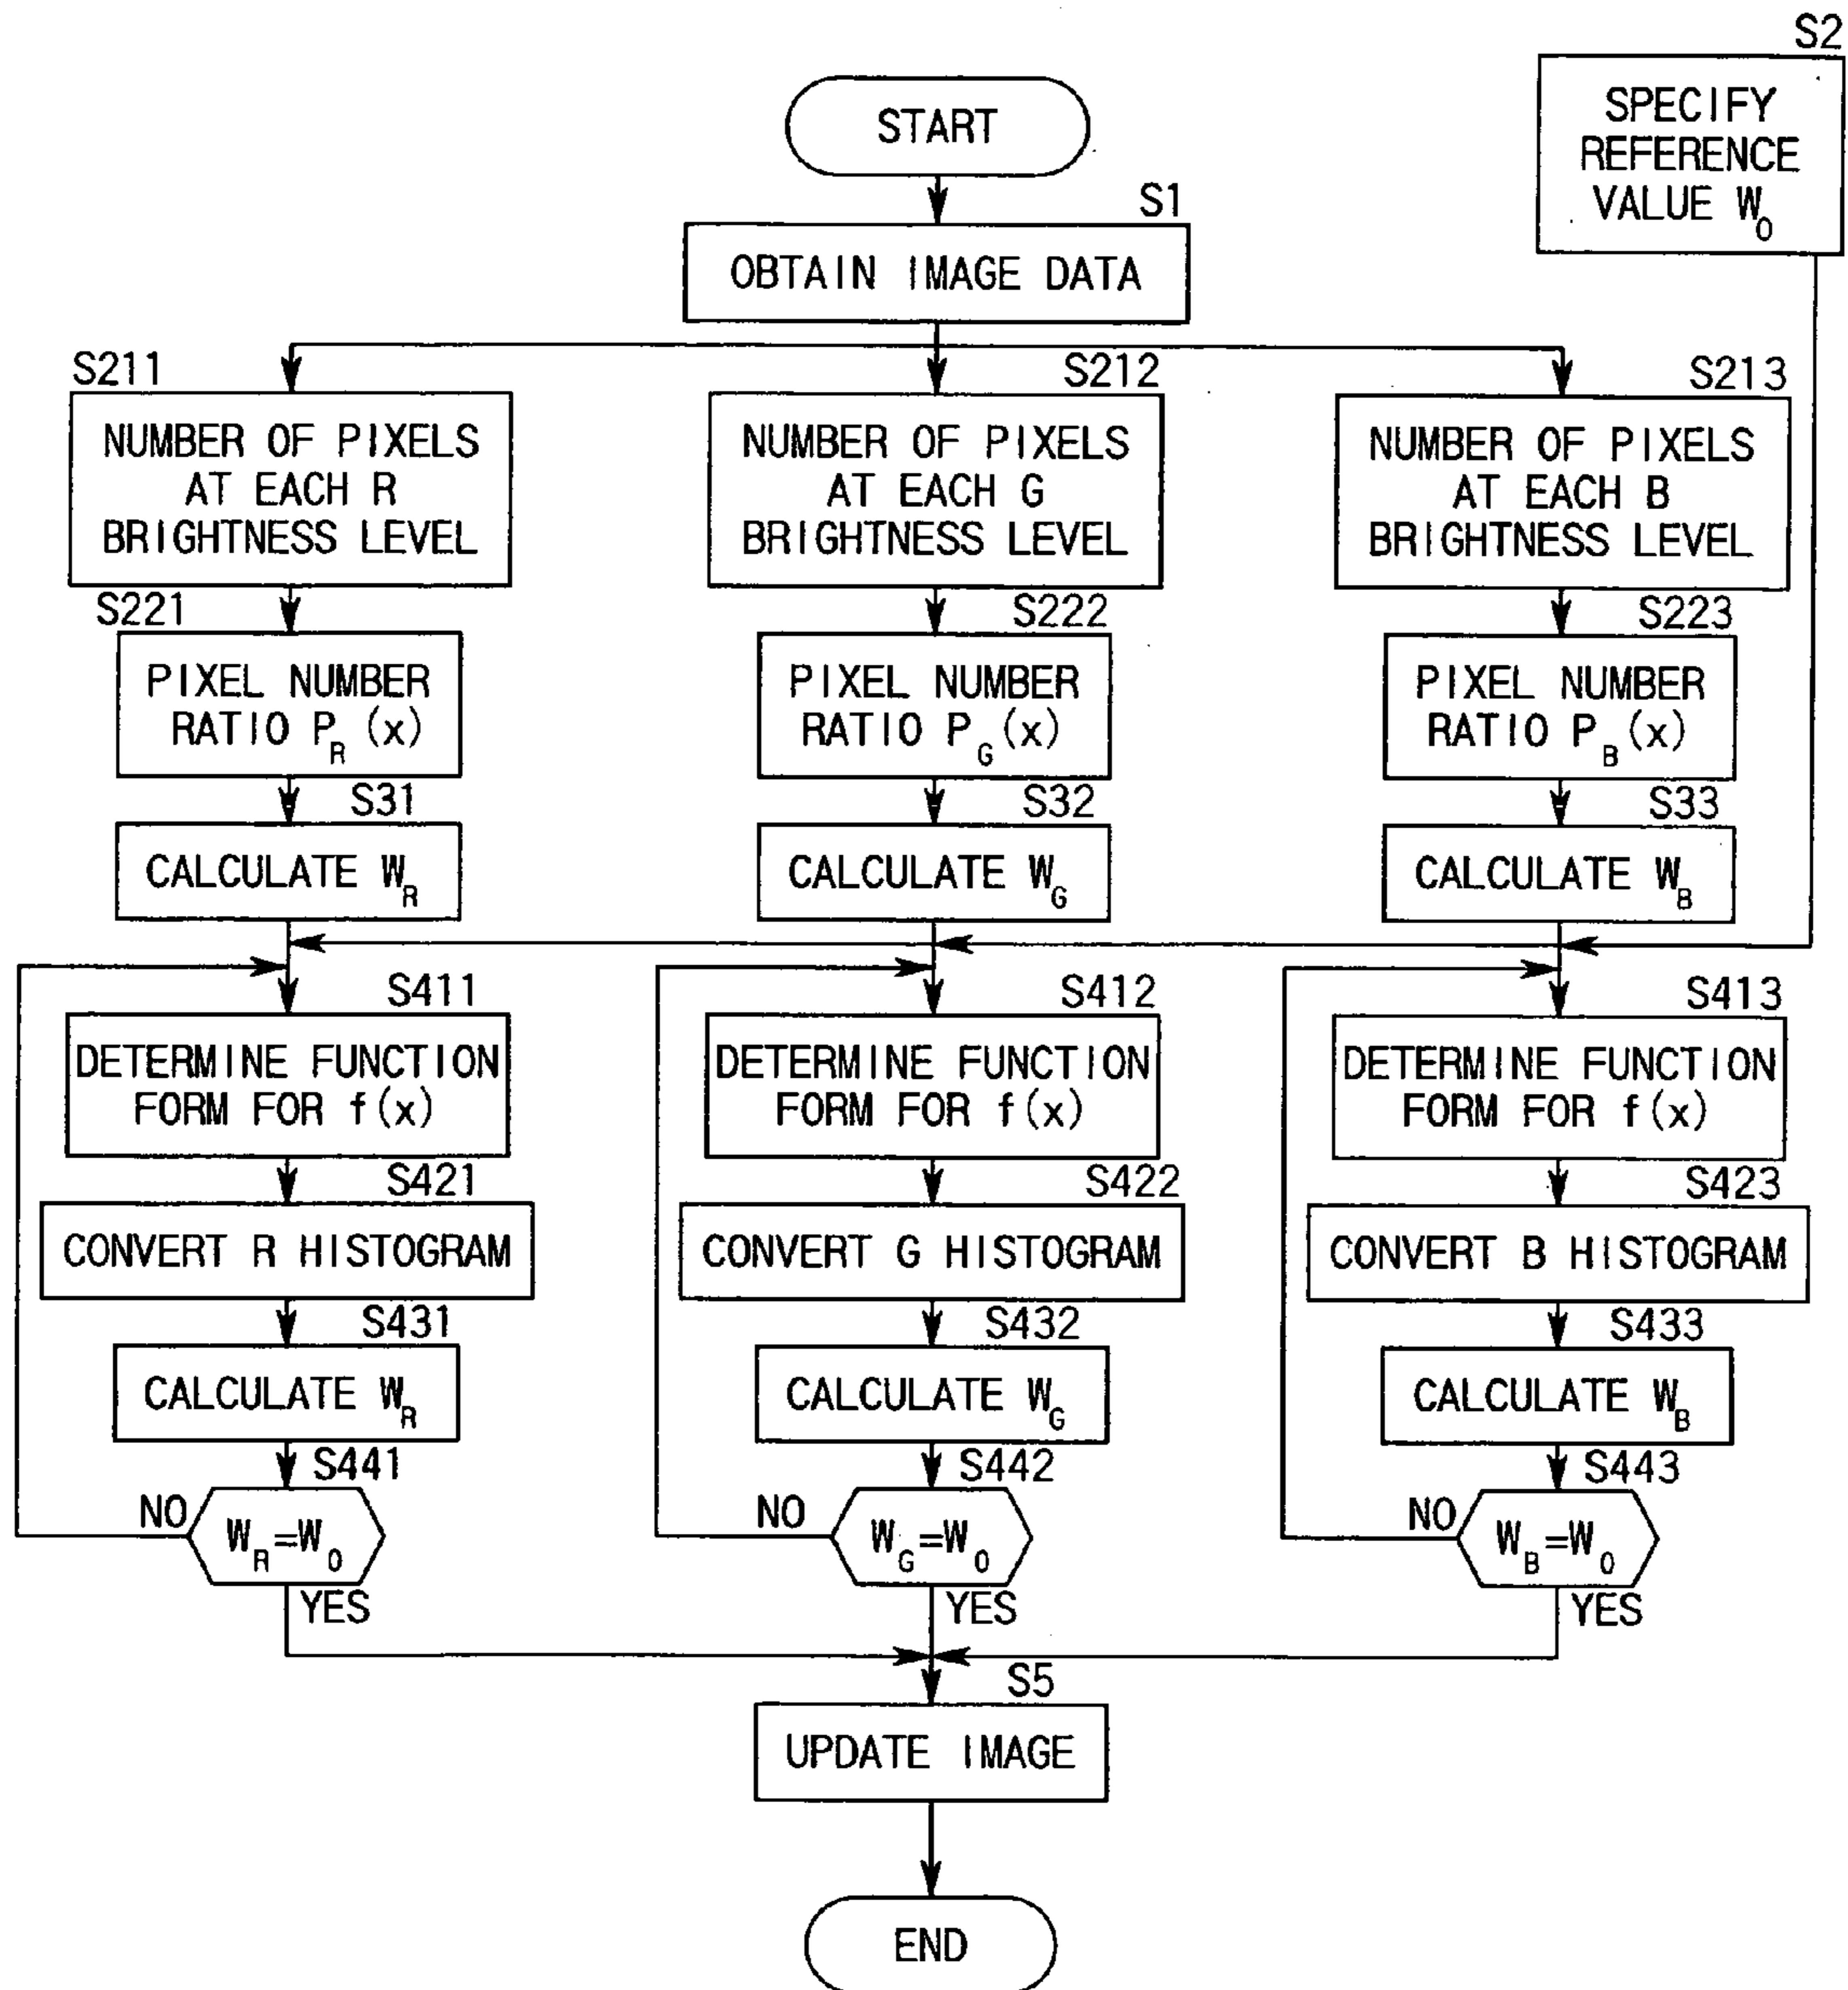 S2
SPECIFY
REFERENCE
VALUE W0
START
S1
OBTAIN IMAGE DATA
S211
NUMBER OF PIXELS
AT EACH R
BRIGHTNESS LEVEL
S212
NUMBER OF PIXELS
AT EACH G
BRIGHTNESS LEVEL
S213
NUMBER OF PIXELS
AT EACH B
BRIGHTNESS LEVEL
S221
PIXEL NUMBER
RATIO PR (x)
S222
PIXEL NUMBER
RATIO PG (x)
S223
PIXEL NUMBER
RATIO PB (x)
S31
CALCULATE WR
S32
CALCULATE WG
S33
CALCULATE WB
S411
DETERMINE FUNCTION
FORM FOR f(x)
S412
DETERMINE FUNCTION
FORM FOR f(x)
S413
DETERMINE FUNCTION
FORM FOR f(x)
S421
CONVERT R HISTOGRAM
S422
CONVERT G HISTOGRAM
S423
CONVERT B HISTOGRAM
S431
CALCULATE WR
S432
CALCULATE WG
S433
CALCULATE WB
S441
NO
WR=W0
YES
S442
NO
WG=W0
YES
S443
NO
WB=W0
YES
S5
UPDATE IMAGE
END